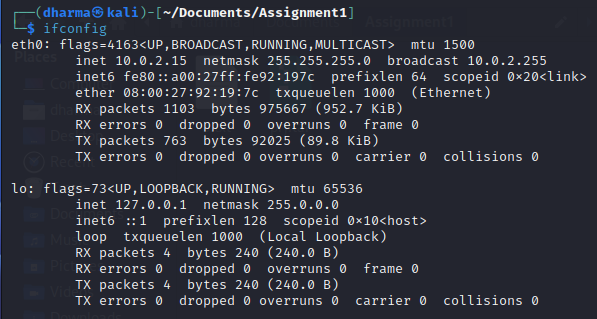 ┌──(dharma㉿kali)-[~/Documents/Assignment1]
└─$ ifconfig
eth0: flags=4163<UP,BROADCAST,RUNNING,MULTICAST>  mtu 1500
        inet 10.0.2.15  netmask 255.255.255.0  broadcast 10.0.2.255
        inet6 fe80::a00:27ff:fe92:197c  prefixlen 64  scopeid 0×20<link>
        ether 08:00:27:92:19:7c  txqueuelen 1000  (Ethernet)
        RX packets 1103  bytes 975667 (952.7 KiB)
        RX errors 0  dropped 0  overruns 0  frame 0
        TX packets 763  bytes 92025 (89.8 KiB)
        TX errors 0  dropped 0 overruns 0  carrier 0  collisions 0

lo: flags=73<UP,LOOPBACK,RUNNING>  mtu 65536
        inet 127.0.0.1  netmask 255.0.0.0
        inet6 ::1  prefixlen 128  scopeid 0×10<host>
        loop  txqueuelen 1000  (Local Loopback)
        RX packets 4  bytes 240 (240.0 B)
        RX errors 0  dropped 0  overruns 0  frame 0
        TX packets 4  bytes 240 (240.0 B)
        TX errors 0  dropped 0 overruns 0  carrier 0  collisions 0